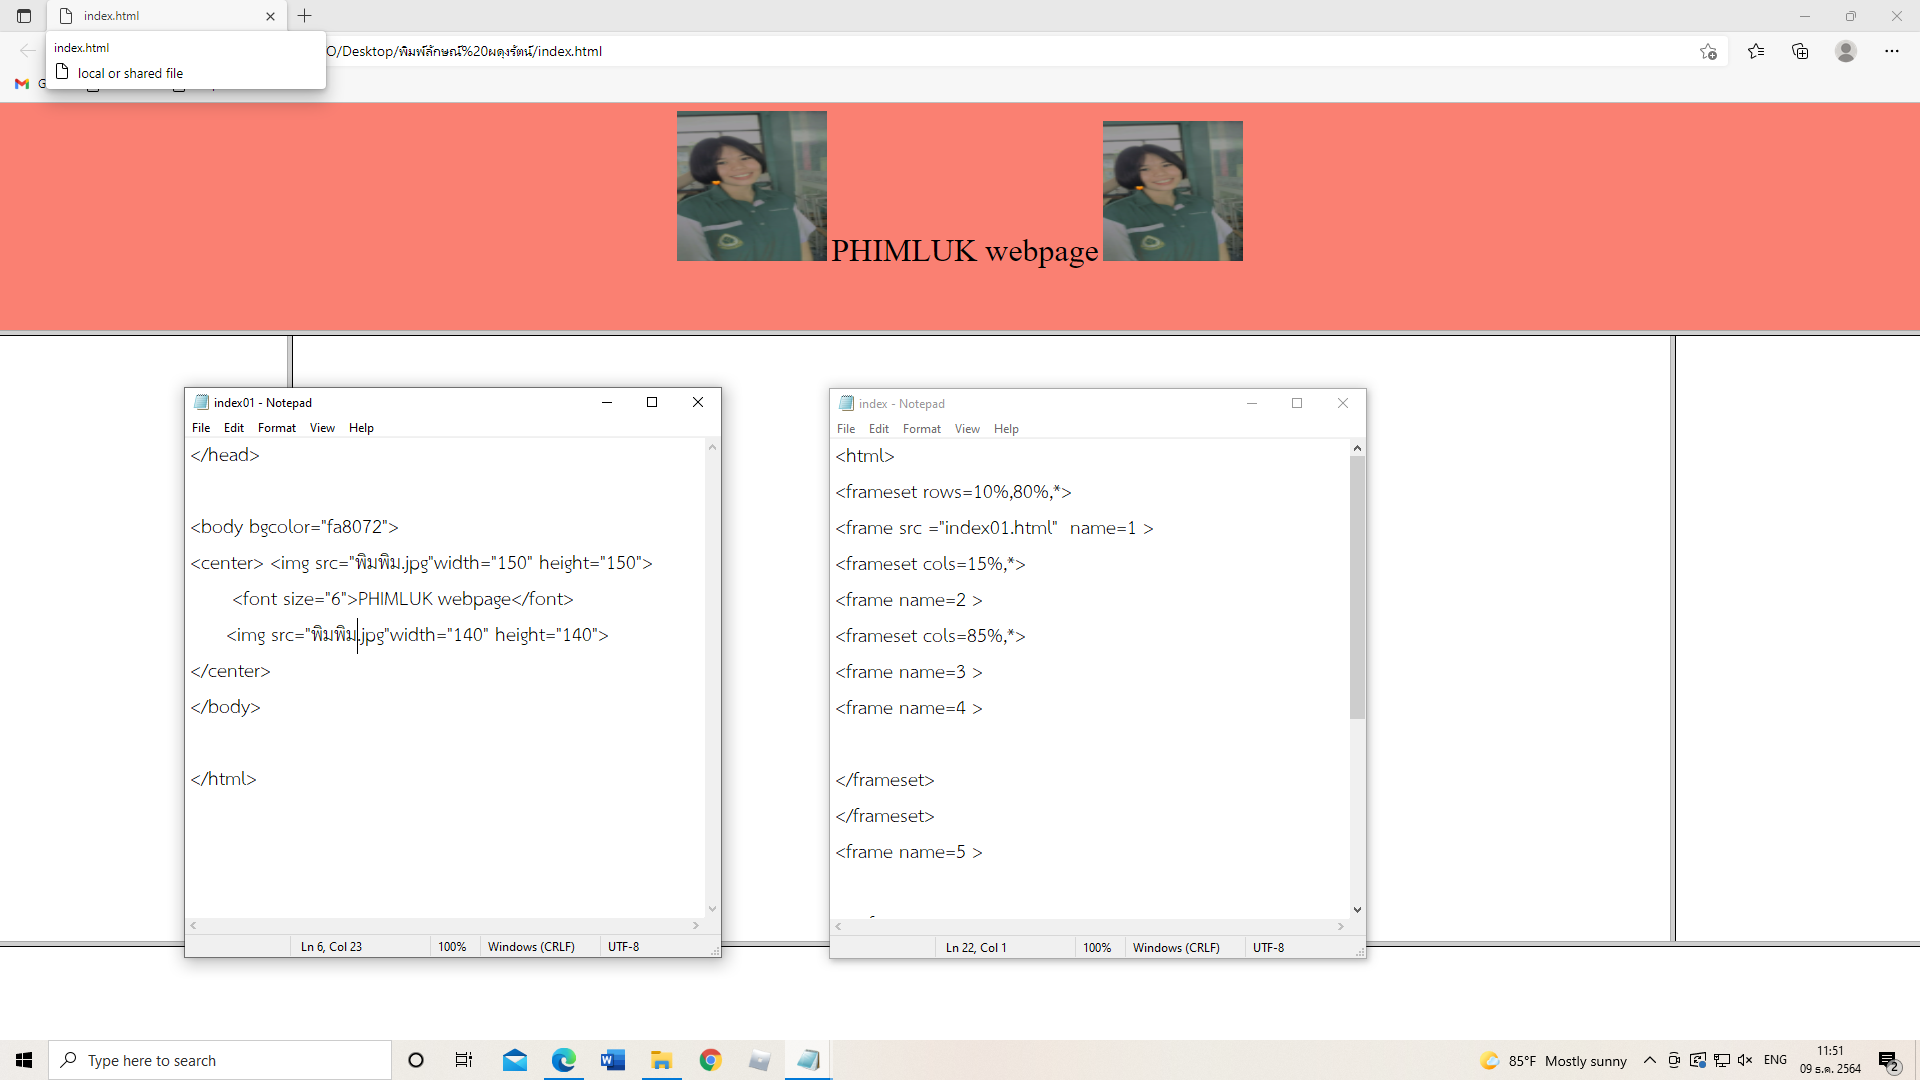 index.html
index.html
local or shared file
O/Desktop/พิมพ์ลักษณ์%20ผดุงรัตน์/index.html
G
PHIMLUK webpage
index01 - Notepad
File Edit Format View Help
</head>
<body bgcolor="fa8072">
<center> <img src="พิมพิม.jpg"width="150" height="150">
<font size="6">PHIMLUK webpage</font>
<img src="พิมพิม.jpg"width="140" height="140">
</center>
</body>
</html>
Ln 6, Col 23 100% Windows (CRLF) UTF-8
index - Notepad
File Edit Format View Help
<html>
<frameset rows=10%,80%,*>
<frame src ="index01.html"  name=1 >
<frameset cols=15%,*>
<frame name=2 >
<frameset cols=85%,*>
<frame name=3 >
<frame name=4 >
</frameset>
</frameset>
<frame name=5 >
Ln 22, Col 1 100% Windows (CRLF) UTF-8
Type here to search
85°F Mostly sunny
ENG
11:51
09 ธ.ค. 2564
2